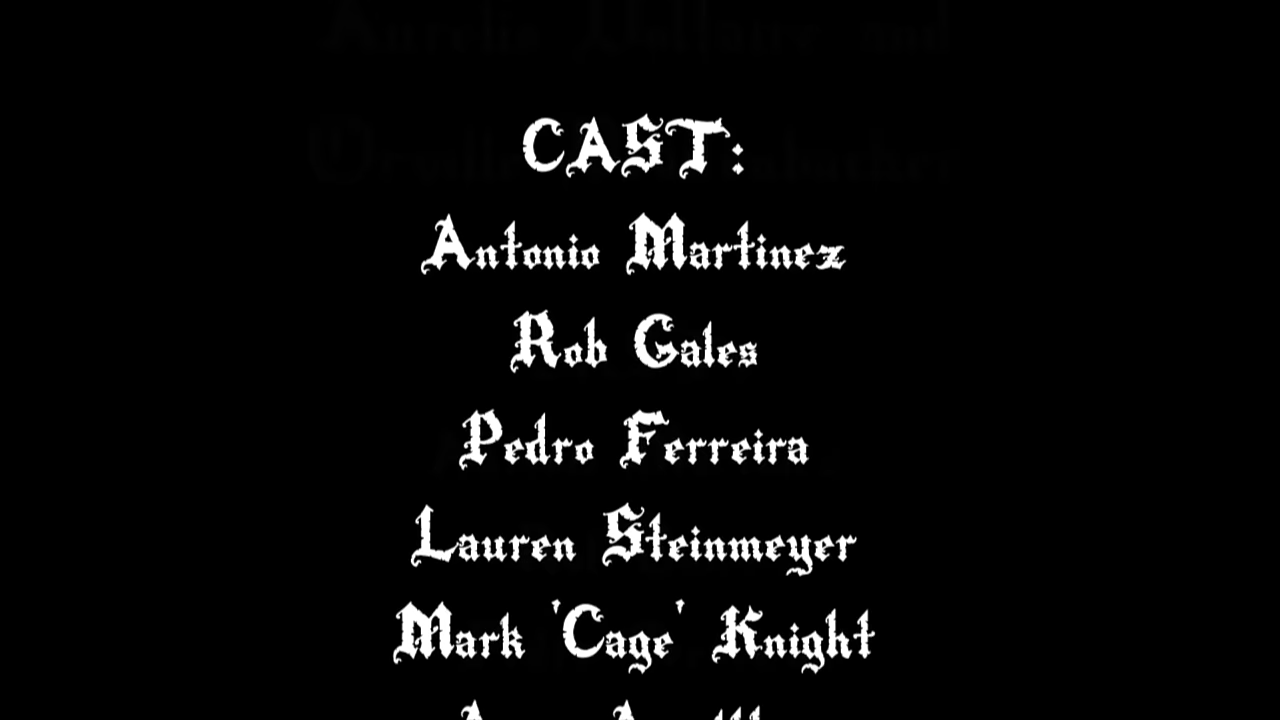 CAST:
Antonio Martinez
Rob Gales
Pedro Ferreira
Lauren Steinmeyer
Mark 'Cage' Knight